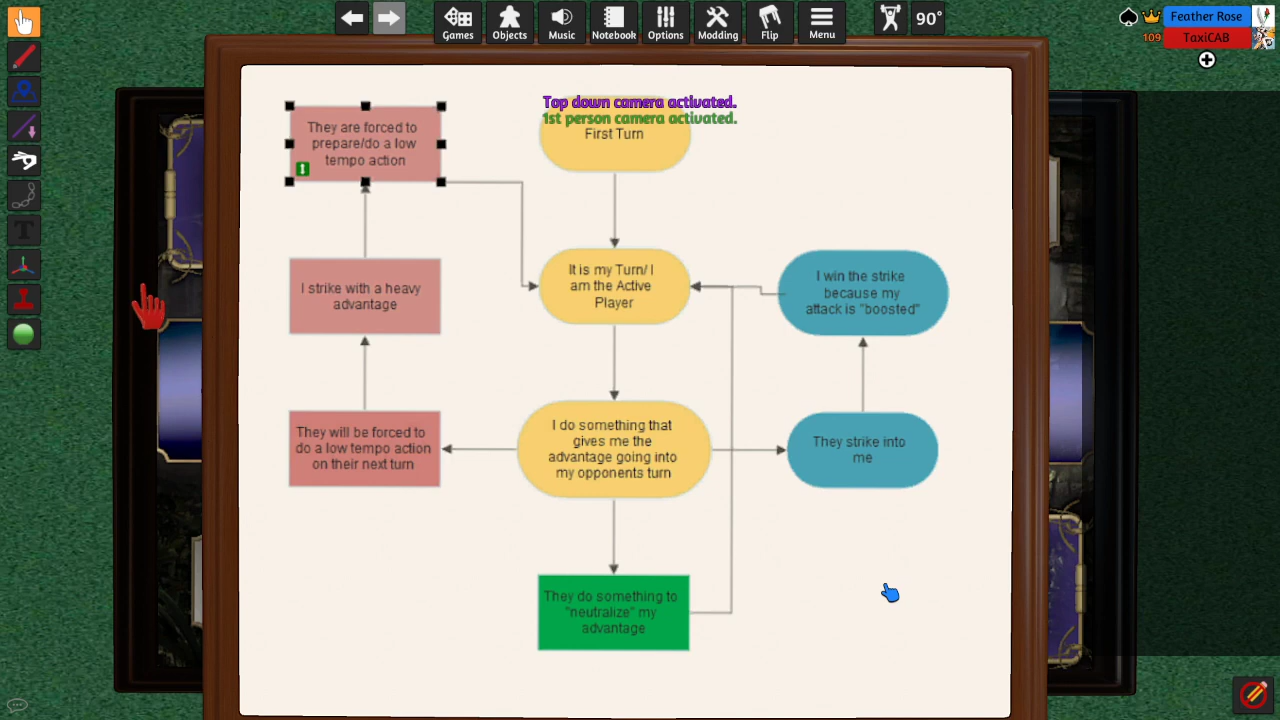 Games
Objects
Music
Notebook
Options
Modding
Flip
Menu
90°
Feather Rose
109
TaxiCAB
Top down camera activated.
1st person camera activated.
First Turn
They are forced to
prepare/do a low
tempo action
It is my Turn/ I
am the Active
Player
I win the strike
because my
attack is "boosted"
I strike with a heavy
advantage
They will be forced to
do a low tempo action
on their next turn
I do something that
gives me the
advantage going into
my opponents turn
They strike into
me
They do something to
"neutralize" my
advantage